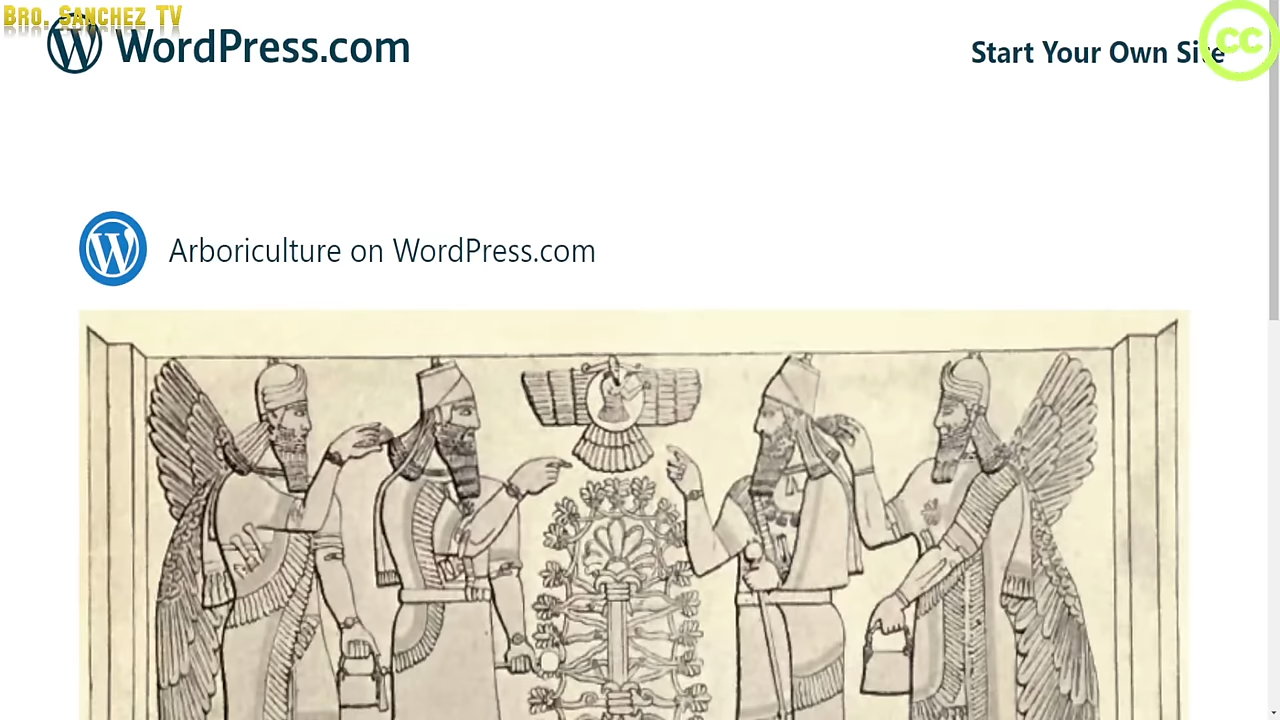 Bro. Sanchez TV
WordPress.com
Start Your Own Site
cc
Arboriculture on WordPress.com